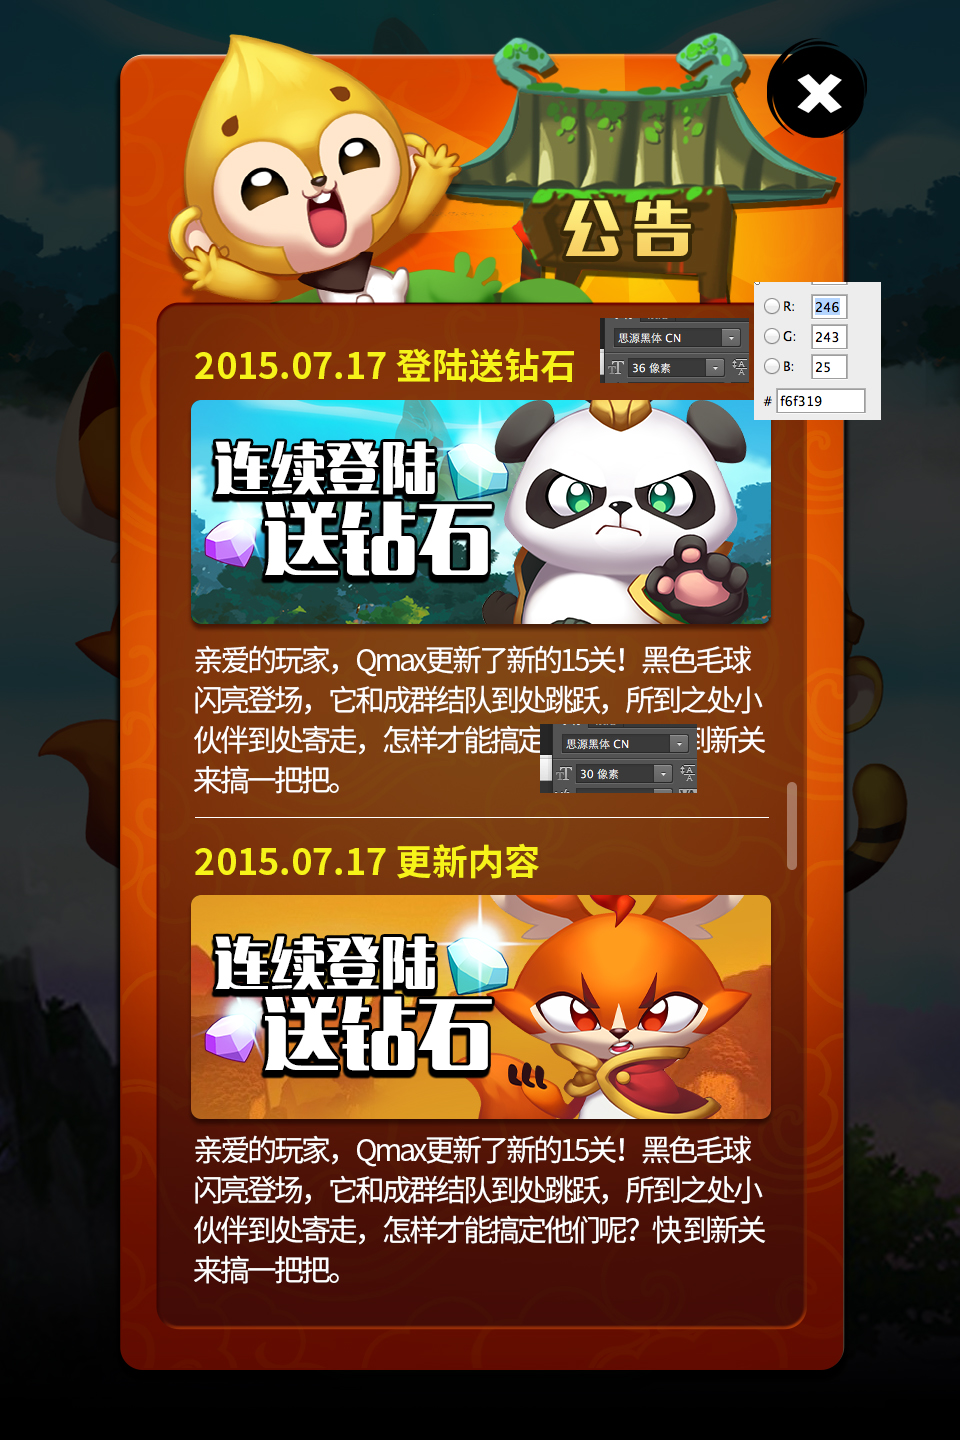 公告
R: 246
思源黑体 CN
G: 243
2015.07.17 登陆送钻石
36 像素
B: 25
# f6f319
连续登陆
送钻石
亲爱的玩家，Qmax更新了新的15关！黑色毛球
闪亮登场，它和成群结队到处跳跃，所到之处小
伙伴到处寄走，怎样才能搞定
到新关
思源黑体 CN
30 像素
来搞一把把。
2015.07.17 更新内容
连续登陆
送钻石
亲爱的玩家，Qmax更新了新的15关！黑色毛球
闪亮登场，它和成群结队到处跳跃，所到之处小
伙伴到处寄走，怎样才能搞定他们呢？快到新关
来搞一把把。